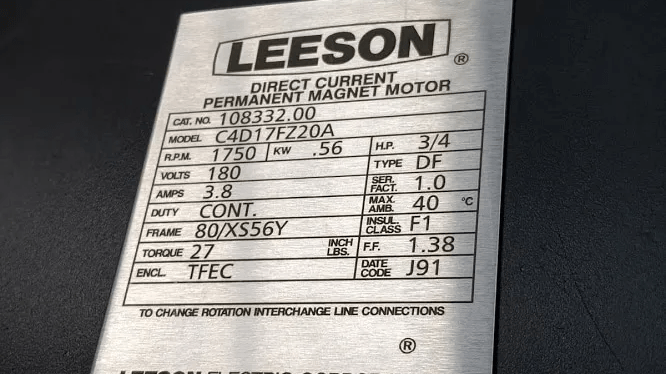 LEESON ®
DIRECT CURRENT
PERMANENT MAGNET MOTOR
CAT. NO. 108332.00
MODEL C4D17FZ20A
R.P.M. 1750 KW .56 H.P. 3/4
VOLTS 180 TYPE DF
AMPS 3.8 SER. FACT. 1.0
DUTY CONT. MAX. AMB. 40 °C
FRAME 80/XS56Y INSUL. CLASS F1
TORQUE 27 INCH LBS. F.F. 1.38
ENCL. TFEC DATE CODE J91
TO CHANGE ROTATION INTERCHANGE LINE CONNECTIONS
®
LEESON ELECTRIC